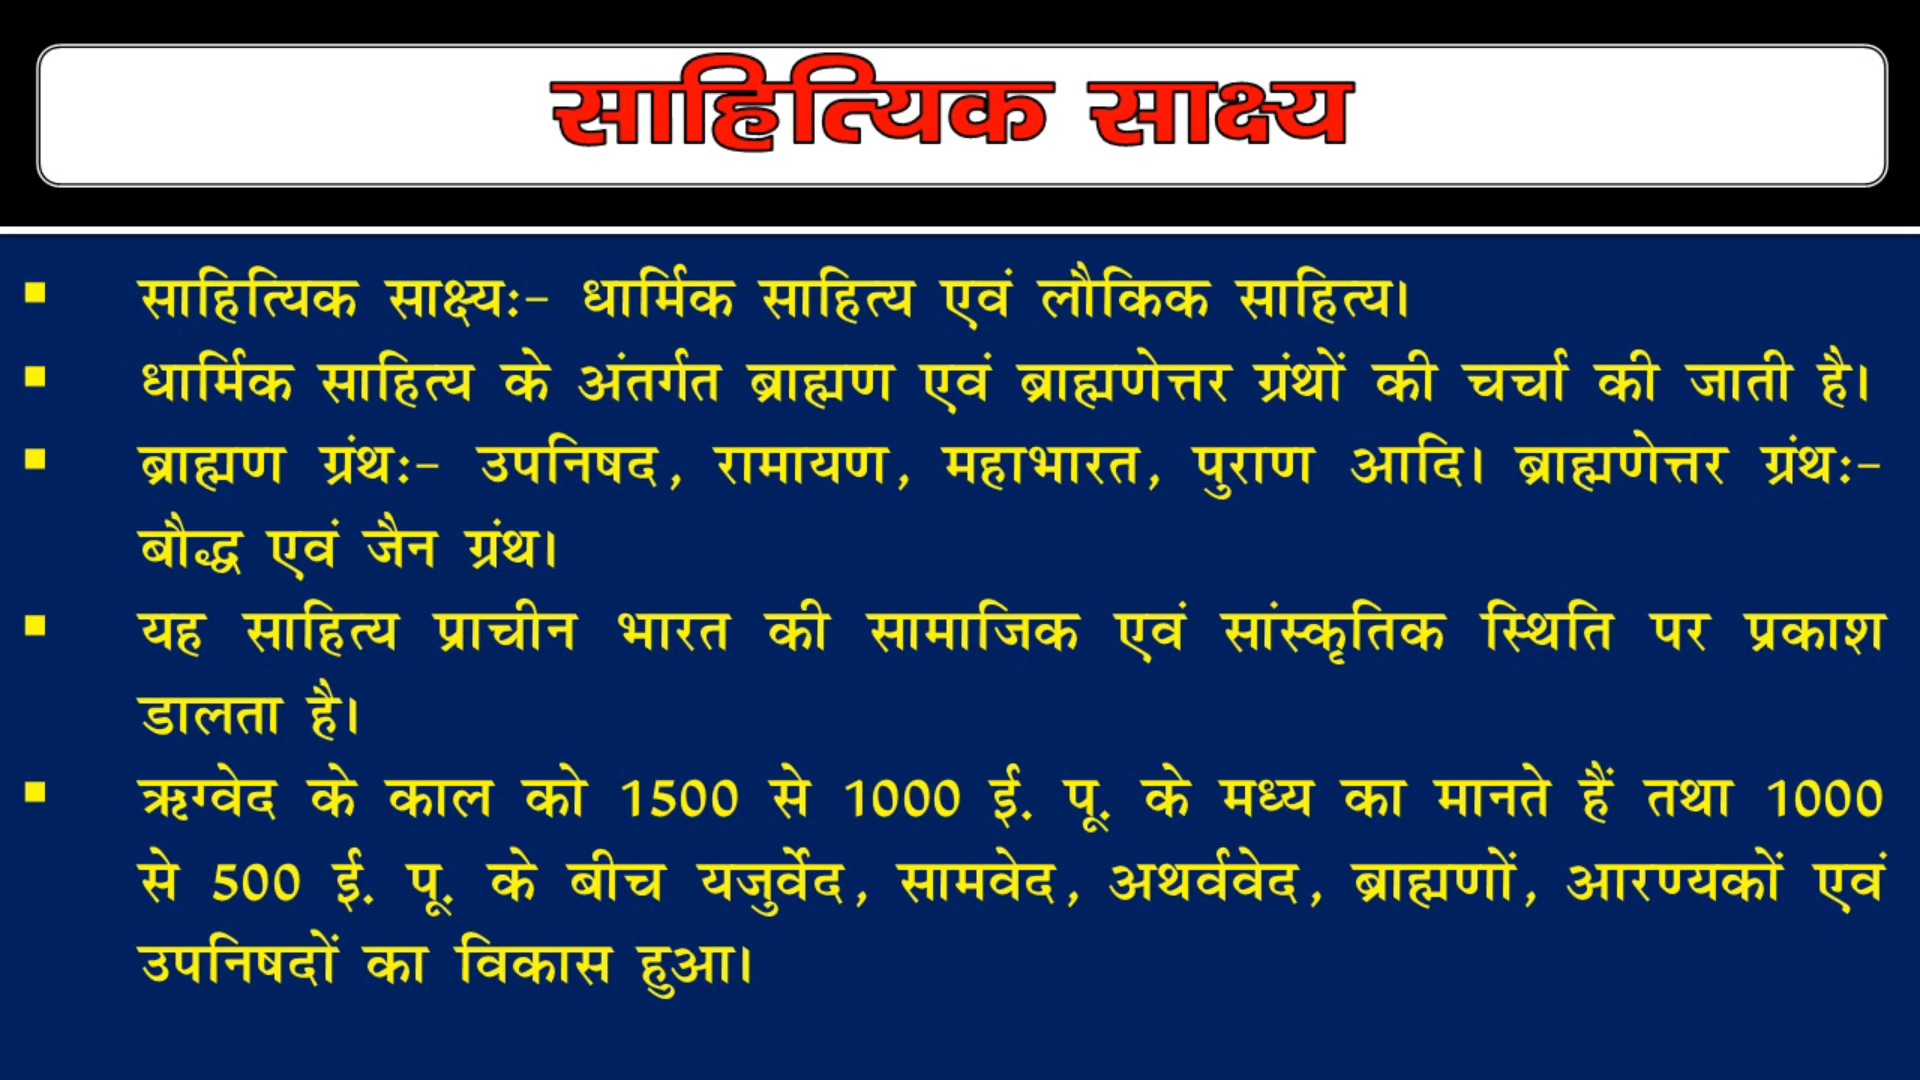 साहित्यिक साक्ष्य
▪ साहित्यिक साक्ष्य:- धार्मिक साहित्य एवं लौकिक साहित्य।
▪ धार्मिक साहित्य के अंतर्गत ब्राह्मण एवं ब्राह्मणेत्तर ग्रंथों की चर्चा की जाती है।
▪ ब्राह्मण ग्रंथ:- उपनिषद, रामायण, महाभारत, पुराण आदि। ब्राह्मणेत्तर ग्रंथ:-
बौद्ध एवं जैन ग्रंथ।
▪ यह साहित्य प्राचीन भारत की सामाजिक एवं सांस्कृतिक स्थिति पर प्रकाश
डालता है।
▪ ऋग्वेद के काल को 1500 से 1000 ई. पू. के मध्य का मानते हैं तथा 1000
से 500 ई. पू. के बीच यजुर्वेद, सामवेद, अथर्ववेद, ब्राह्मणों, आरण्यकों एवं
उपनिषदों का विकास हुआ।